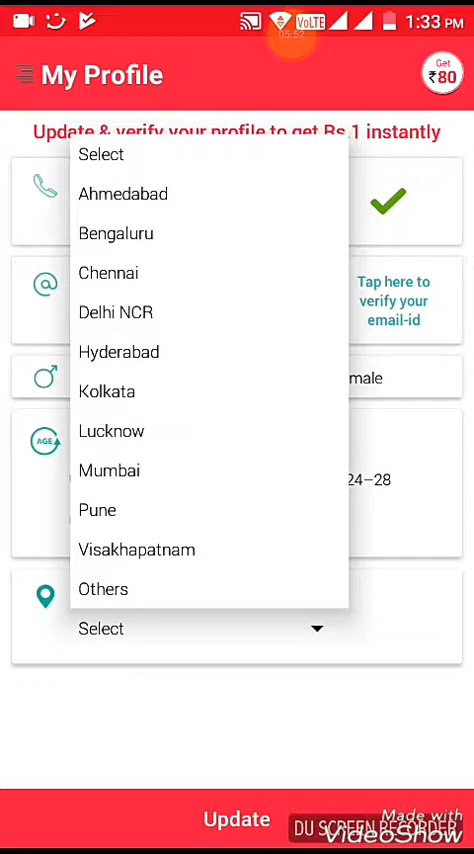 VoLTE 1:33 PM
05:52
My Profile
Get
₹80
Update & verify your profile to get Rs.1 instantly
Select
Ahmedabad
Bengaluru
Chennai
Tap here to
verify your
email-id
Delhi NCR
Hyderabad
male
Kolkata
Lucknow
AGE
Mumbai
24–28
Pune
Visakhapatnam
Others
Select
Update
DU SCREEN RECORDER
Made with
VideoShow